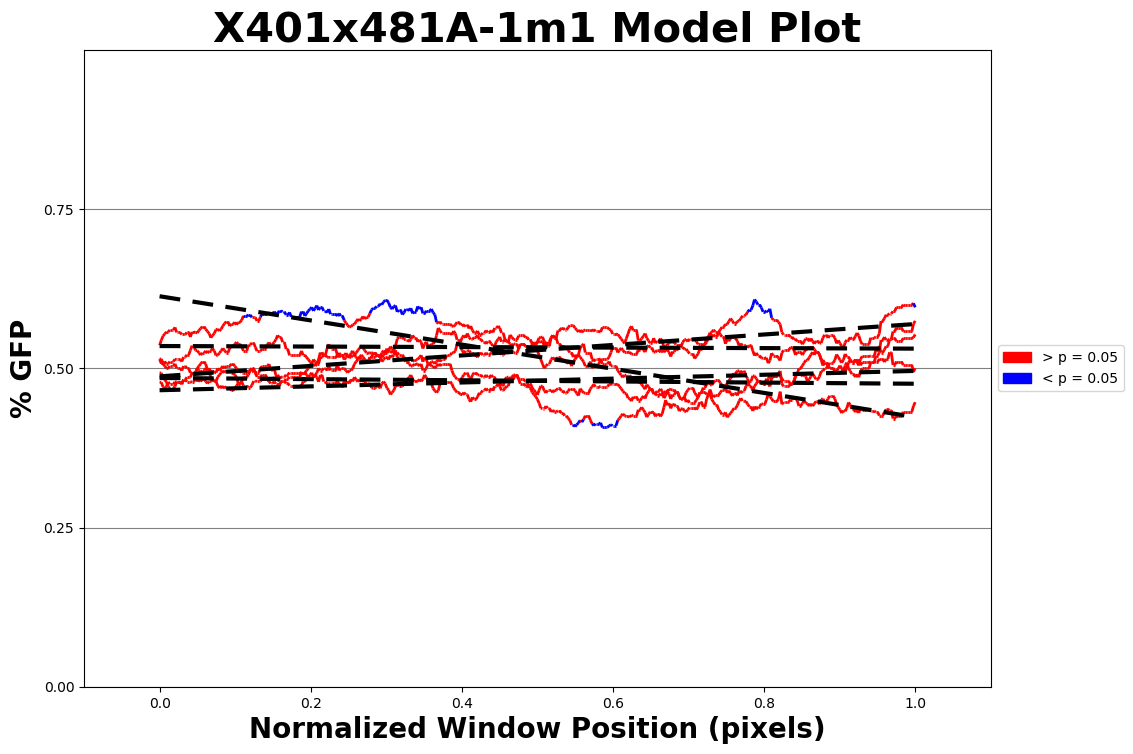 X401x481A-1m1 Model Plot
% GFP
0.75
0.50
0.25
0.00
0.0 0.2 0.4 0.6 0.8 1.0
Normalized Window Position (pixels)
> p = 0.05
< p = 0.05